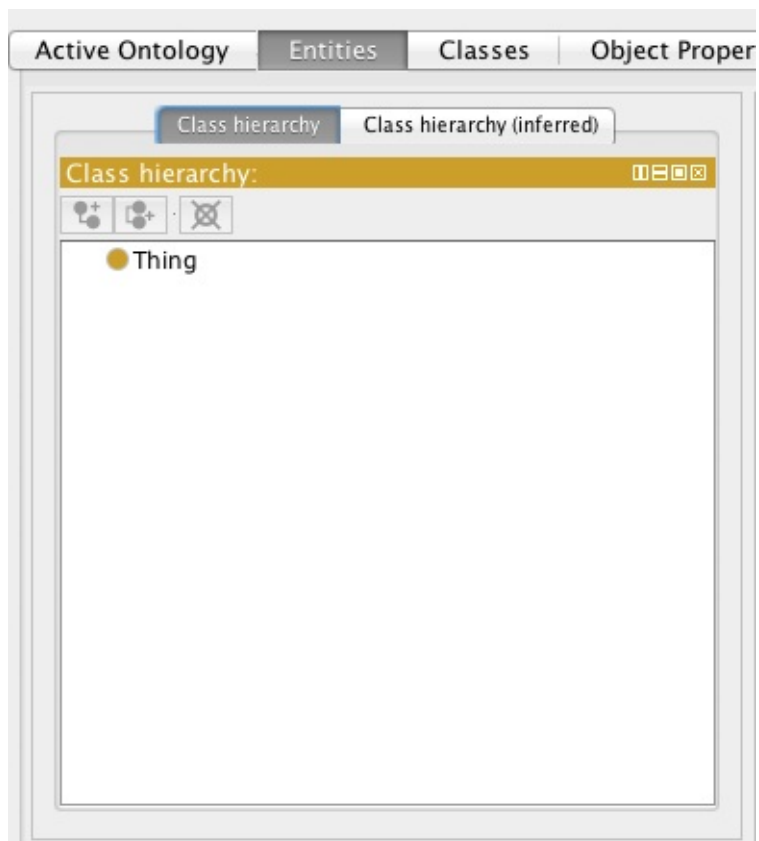 Active Ontology Entities Classes Object Proper
Class hierarchy Class hierarchy (inferred)
Class hierarchy:
Thing